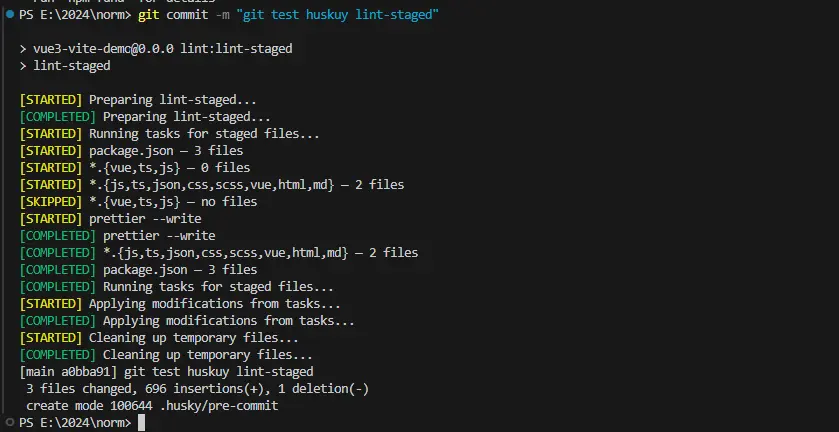 PS E:\2024\norm> git commit -m "git test huskuy lint-staged"
> vue3-vite-demo@0.0.0 lint:lint-staged
> lint-staged
[STARTED] Preparing lint-staged...
[COMPLETED] Preparing lint-staged...
[STARTED] Running tasks for staged files...
[STARTED] package.json — 3 files
[STARTED] *.{vue,ts,js} — 0 files
[STARTED] *.{js,ts,json,css,scss,vue,html,md} — 2 files
[SKIPPED] *.{vue,ts,js} — no files
[STARTED] prettier --write
[COMPLETED] prettier --write
[COMPLETED] *.{js,ts,json,css,scss,vue,html,md} — 2 files
[COMPLETED] package.json — 3 files
[COMPLETED] Running tasks for staged files...
[STARTED] Applying modifications from tasks...
[COMPLETED] Applying modifications from tasks...
[STARTED] Cleaning up temporary files...
[COMPLETED] Cleaning up temporary files...
[main a0bba91] git test huskuy lint-staged
3 files changed, 696 insertions(+), 1 deletion(-)
create mode 100644 .husky/pre-commit
PS E:\2024\norm>